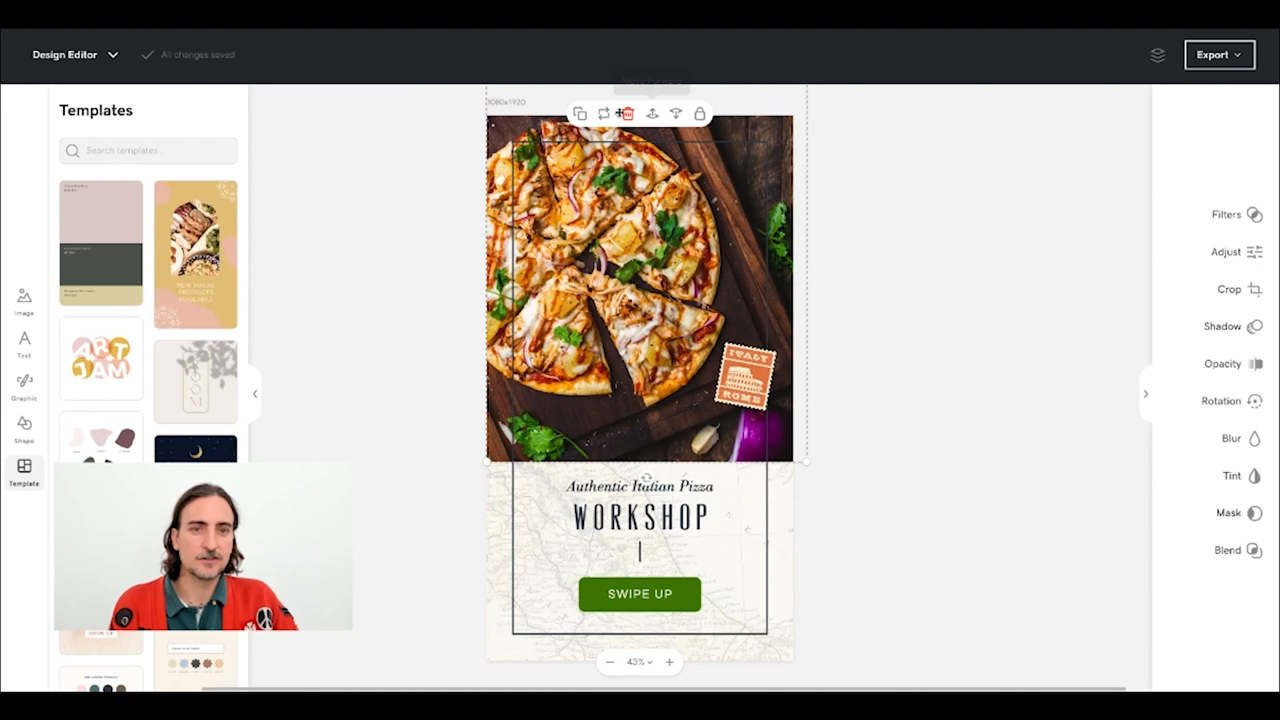 Design Editor
All changes saved
Export
Templates
Search templates
1080x1920
Image
Text
Graphic
Shape
Template
NEW HALAL
PRODUCTS
AVAILABLE
ART
JAM
ITALY
ROME
Authentic Italian Pizza
WORKSHOP
SWIPE UP
43%
Filters
Adjust
Crop
Shadow
Opacity
Rotation
Blur
Tint
Mask
Blend